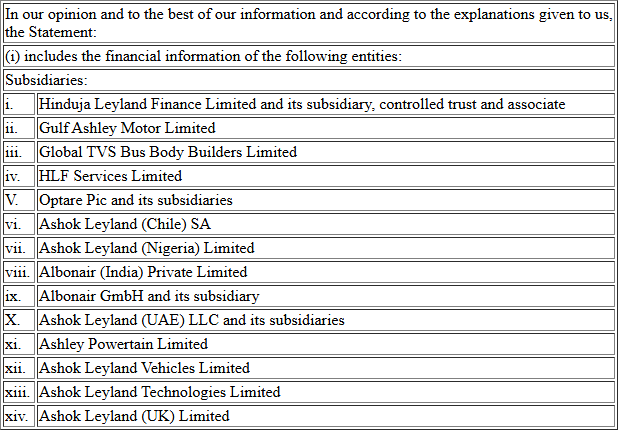 In our opinion and to the best of our information and according to the explanations given to us,
the Statement:
(i) includes the financial information of the following entities:
Subsidiaries:
i. Hinduja Leyland Finance Limited and its subsidiary, controlled trust and associate
ii. Gulf Ashley Motor Limited
iii. Global TVS Bus Body Builders Limited
iv. HLF Services Limited
V. Optare Pic and its subsidiaries
vi. Ashok Leyland (Chile) SA
vii. Ashok Leyland (Nigeria) Limited
viii. Albonair (India) Private Limited
ix. Albonair GmbH and its subsidiary
X. Ashok Leyland (UAE) LLC and its subsidiaries
xi. Ashley Powertain Limited
xii. Ashok Leyland Vehicles Limited
xiii. Ashok Leyland Technologies Limited
xiv. Ashok Leyland (UK) Limited